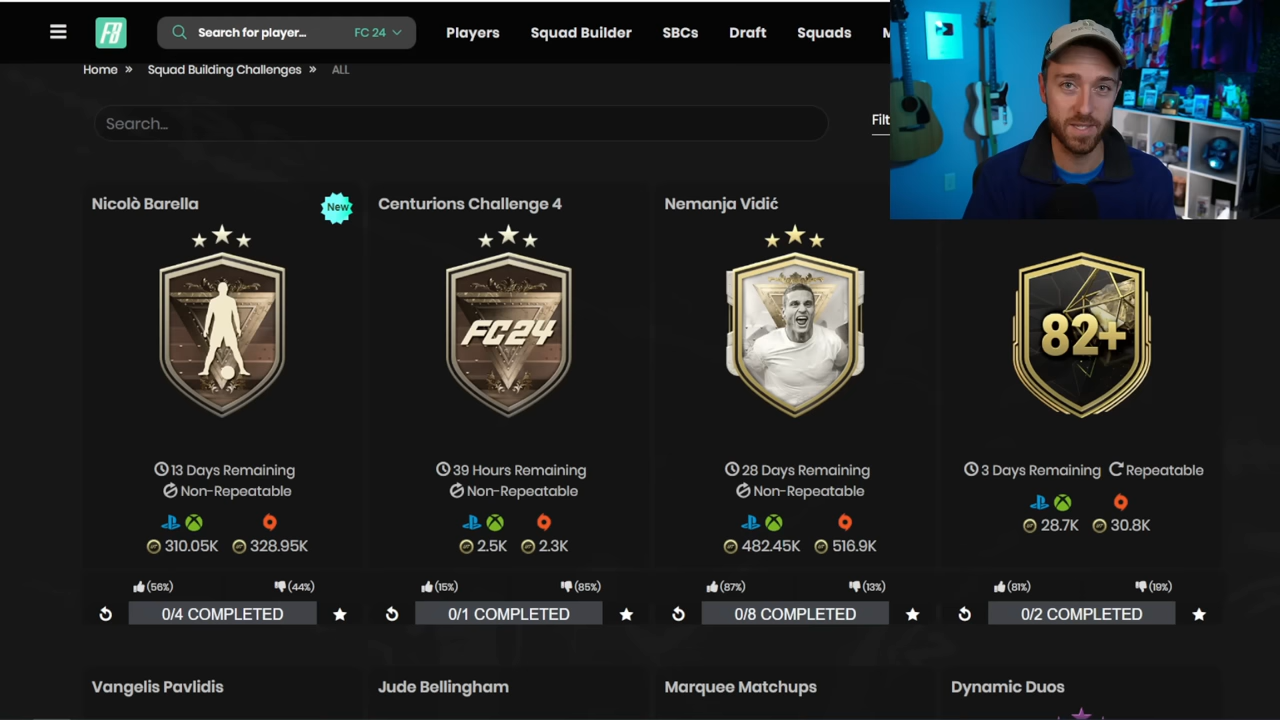 FB
Search for player...
FC 24
Players
Squad Builder
SBCs
Draft
Squads
M
Home » Squad Building Challenges » ALL
Search...
Filt
Nicolò Barella
New
Centurions Challenge 4
Nemanja Vidić
FC24
82+
13 Days Remaining
Non-Repeatable
310.05K
328.95K
39 Hours Remaining
Non-Repeatable
2.5K
2.3K
28 Days Remaining
Non-Repeatable
482.45K
516.9K
3 Days Remaining
Repeatable
28.7K
30.8K
(56%)
(44%)
0/4 COMPLETED
(15%)
(85%)
0/1 COMPLETED
(87%)
(13%)
0/8 COMPLETED
(81%)
(19%)
0/2 COMPLETED
Vangelis Pavlidis
Jude Bellingham
Marquee Matchups
Dynamic Duos